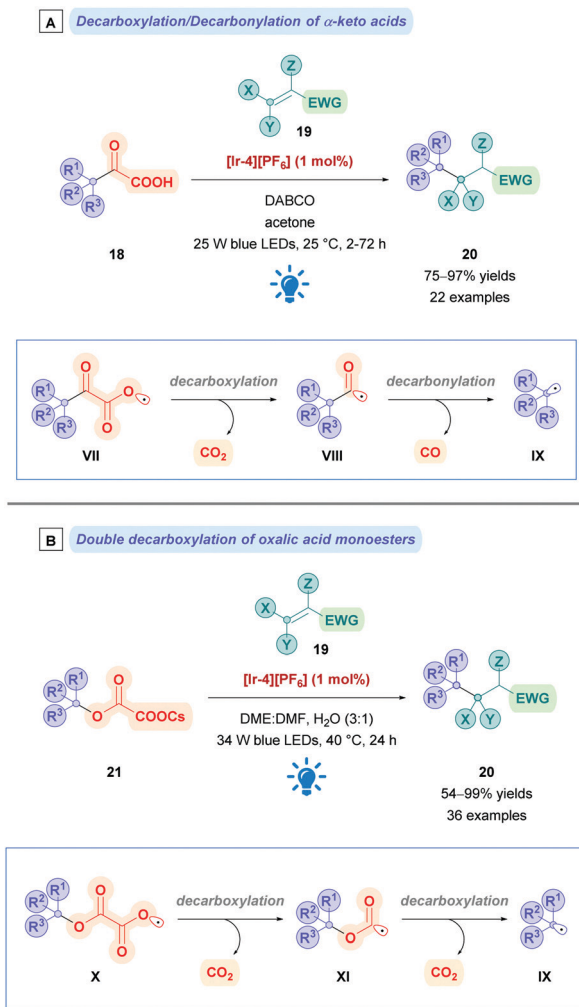 A Decarboxylation/Decarbonylation of α-keto acids
Z
X
EWG
Y
19
R1
R2
R3
O
COOH
18
[Ir-4][PF6] (1 mol%)
DABCO
acetone
25 W blue LEDs, 25 °C, 2-72 h
R1
R2
R3
Z
EWG
X Y
20
75–97% yields
22 examples
R1
R2
R3
O
O
O
VII
decarboxylation
CO2
R1
R2
R3
O
VIII
decarbonylation
CO
R1
R2
R3
IX
B Double decarboxylation of oxalic acid monoesters
Z
X
EWG
Y
19
R1
R2
R3
O
O
COOCs
21
[Ir-4][PF6] (1 mol%)
DME:DMF, H2O (3:1)
34 W blue LEDs, 40 °C, 24 h
R1
R2
R3
Z
EWG
X Y
20
54–99% yields
36 examples
R1
R2
R3
O
O
O
O
X
decarboxylation
CO2
R1
R2
R3
O
O
XI
decarboxylation
CO2
R1
R2
R3
IX